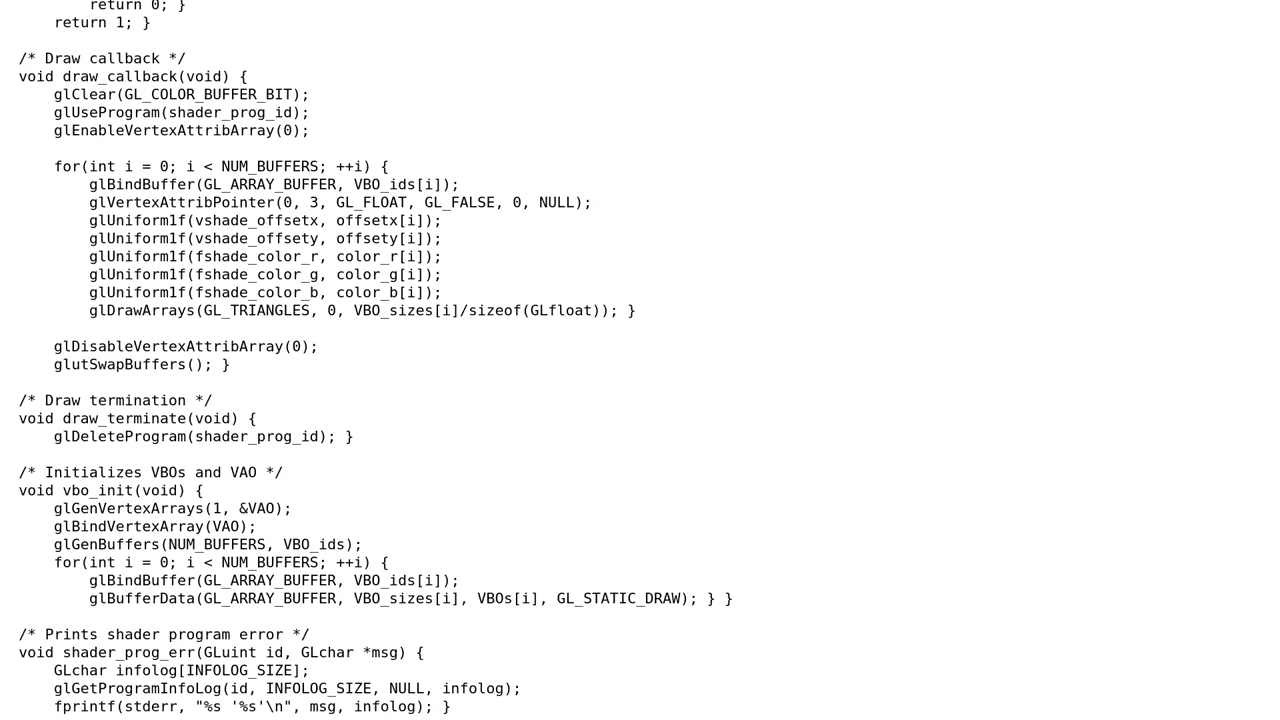 return 0; }
    return 1; }

/* Draw callback */
void draw_callback(void) {
    glClear(GL_COLOR_BUFFER_BIT);
    glUseProgram(shader_prog_id);
    glEnableVertexAttribArray(0);

    for(int i = 0; i < NUM_BUFFERS; ++i) {
        glBindBuffer(GL_ARRAY_BUFFER, VBO_ids[i]);
        glVertexAttribPointer(0, 3, GL_FLOAT, GL_FALSE, 0, NULL);
        glUniform1f(vshade_offsetx, offsetx[i]);
        glUniform1f(vshade_offsety, offsety[i]);
        glUniform1f(fshade_color_r, color_r[i]);
        glUniform1f(fshade_color_g, color_g[i]);
        glUniform1f(fshade_color_b, color_b[i]);
        glDrawArrays(GL_TRIANGLES, 0, VBO_sizes[i]/sizeof(GLfloat)); }

    glDisableVertexAttribArray(0);
    glutSwapBuffers(); }

/* Draw termination */
void draw_terminate(void) {
    glDeleteProgram(shader_prog_id); }

/* Initializes VBOs and VAO */
void vbo_init(void) {
    glGenVertexArrays(1, &VAO);
    glBindVertexArray(VAO);
    glGenBuffers(NUM_BUFFERS, VBO_ids);
    for(int i = 0; i < NUM_BUFFERS; ++i) {
        glBindBuffer(GL_ARRAY_BUFFER, VBO_ids[i]);
        glBufferData(GL_ARRAY_BUFFER, VBO_sizes[i], VBOs[i], GL_STATIC_DRAW); } }

/* Prints shader program error */
void shader_prog_err(GLuint id, GLchar *msg) {
    GLchar infolog[INFOLOG_SIZE];
    glGetProgramInfoLog(id, INFOLOG_SIZE, NULL, infolog);
    fprintf(stderr, "%s '%s'\n", msg, infolog); }